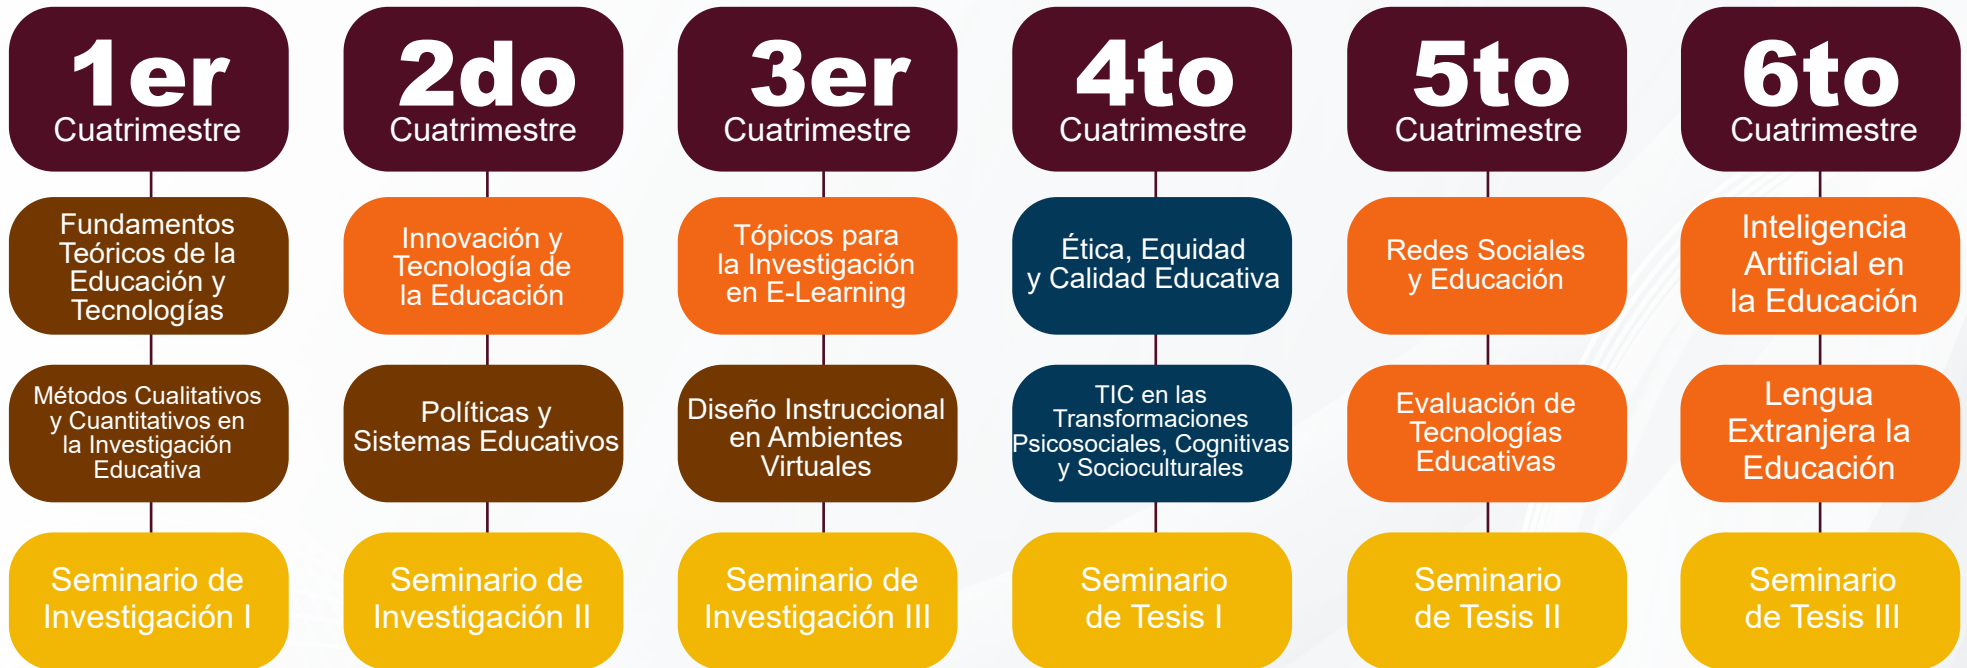 1er
Cuatrimestre
Fundamentos
Teóricos de la
Educación y
Tecnologías
Métodos Cualitativos
y Cuantitativos en
la Investigación
Educativa
Seminario de
Investigación I
2do
Cuatrimestre
Innovación y
Tecnología de
la Educación
Políticas y
Sistemas Educativos
Seminario de
Investigación II
3er
Cuatrimestre
Tópicos para
la Investigación
en E-Learning
Diseño Instruccional
en Ambientes
Virtuales
Seminario de
Investigación III
4to
Cuatrimestre
Ética, Equidad
y Calidad Educativa
TIC en las
Transformaciones
Psicosociales, Cognitivas
y Socioculturales
Seminario
de Tesis I
5to
Cuatrimestre
Redes Sociales
y Educación
Evaluación de
Tecnologías
Educativas
Seminario
de Tesis II
6to
Cuatrimestre
Inteligencia
Artificial en
la Educación
Lengua
Extranjera la
Educación
Seminario
de Tesis III